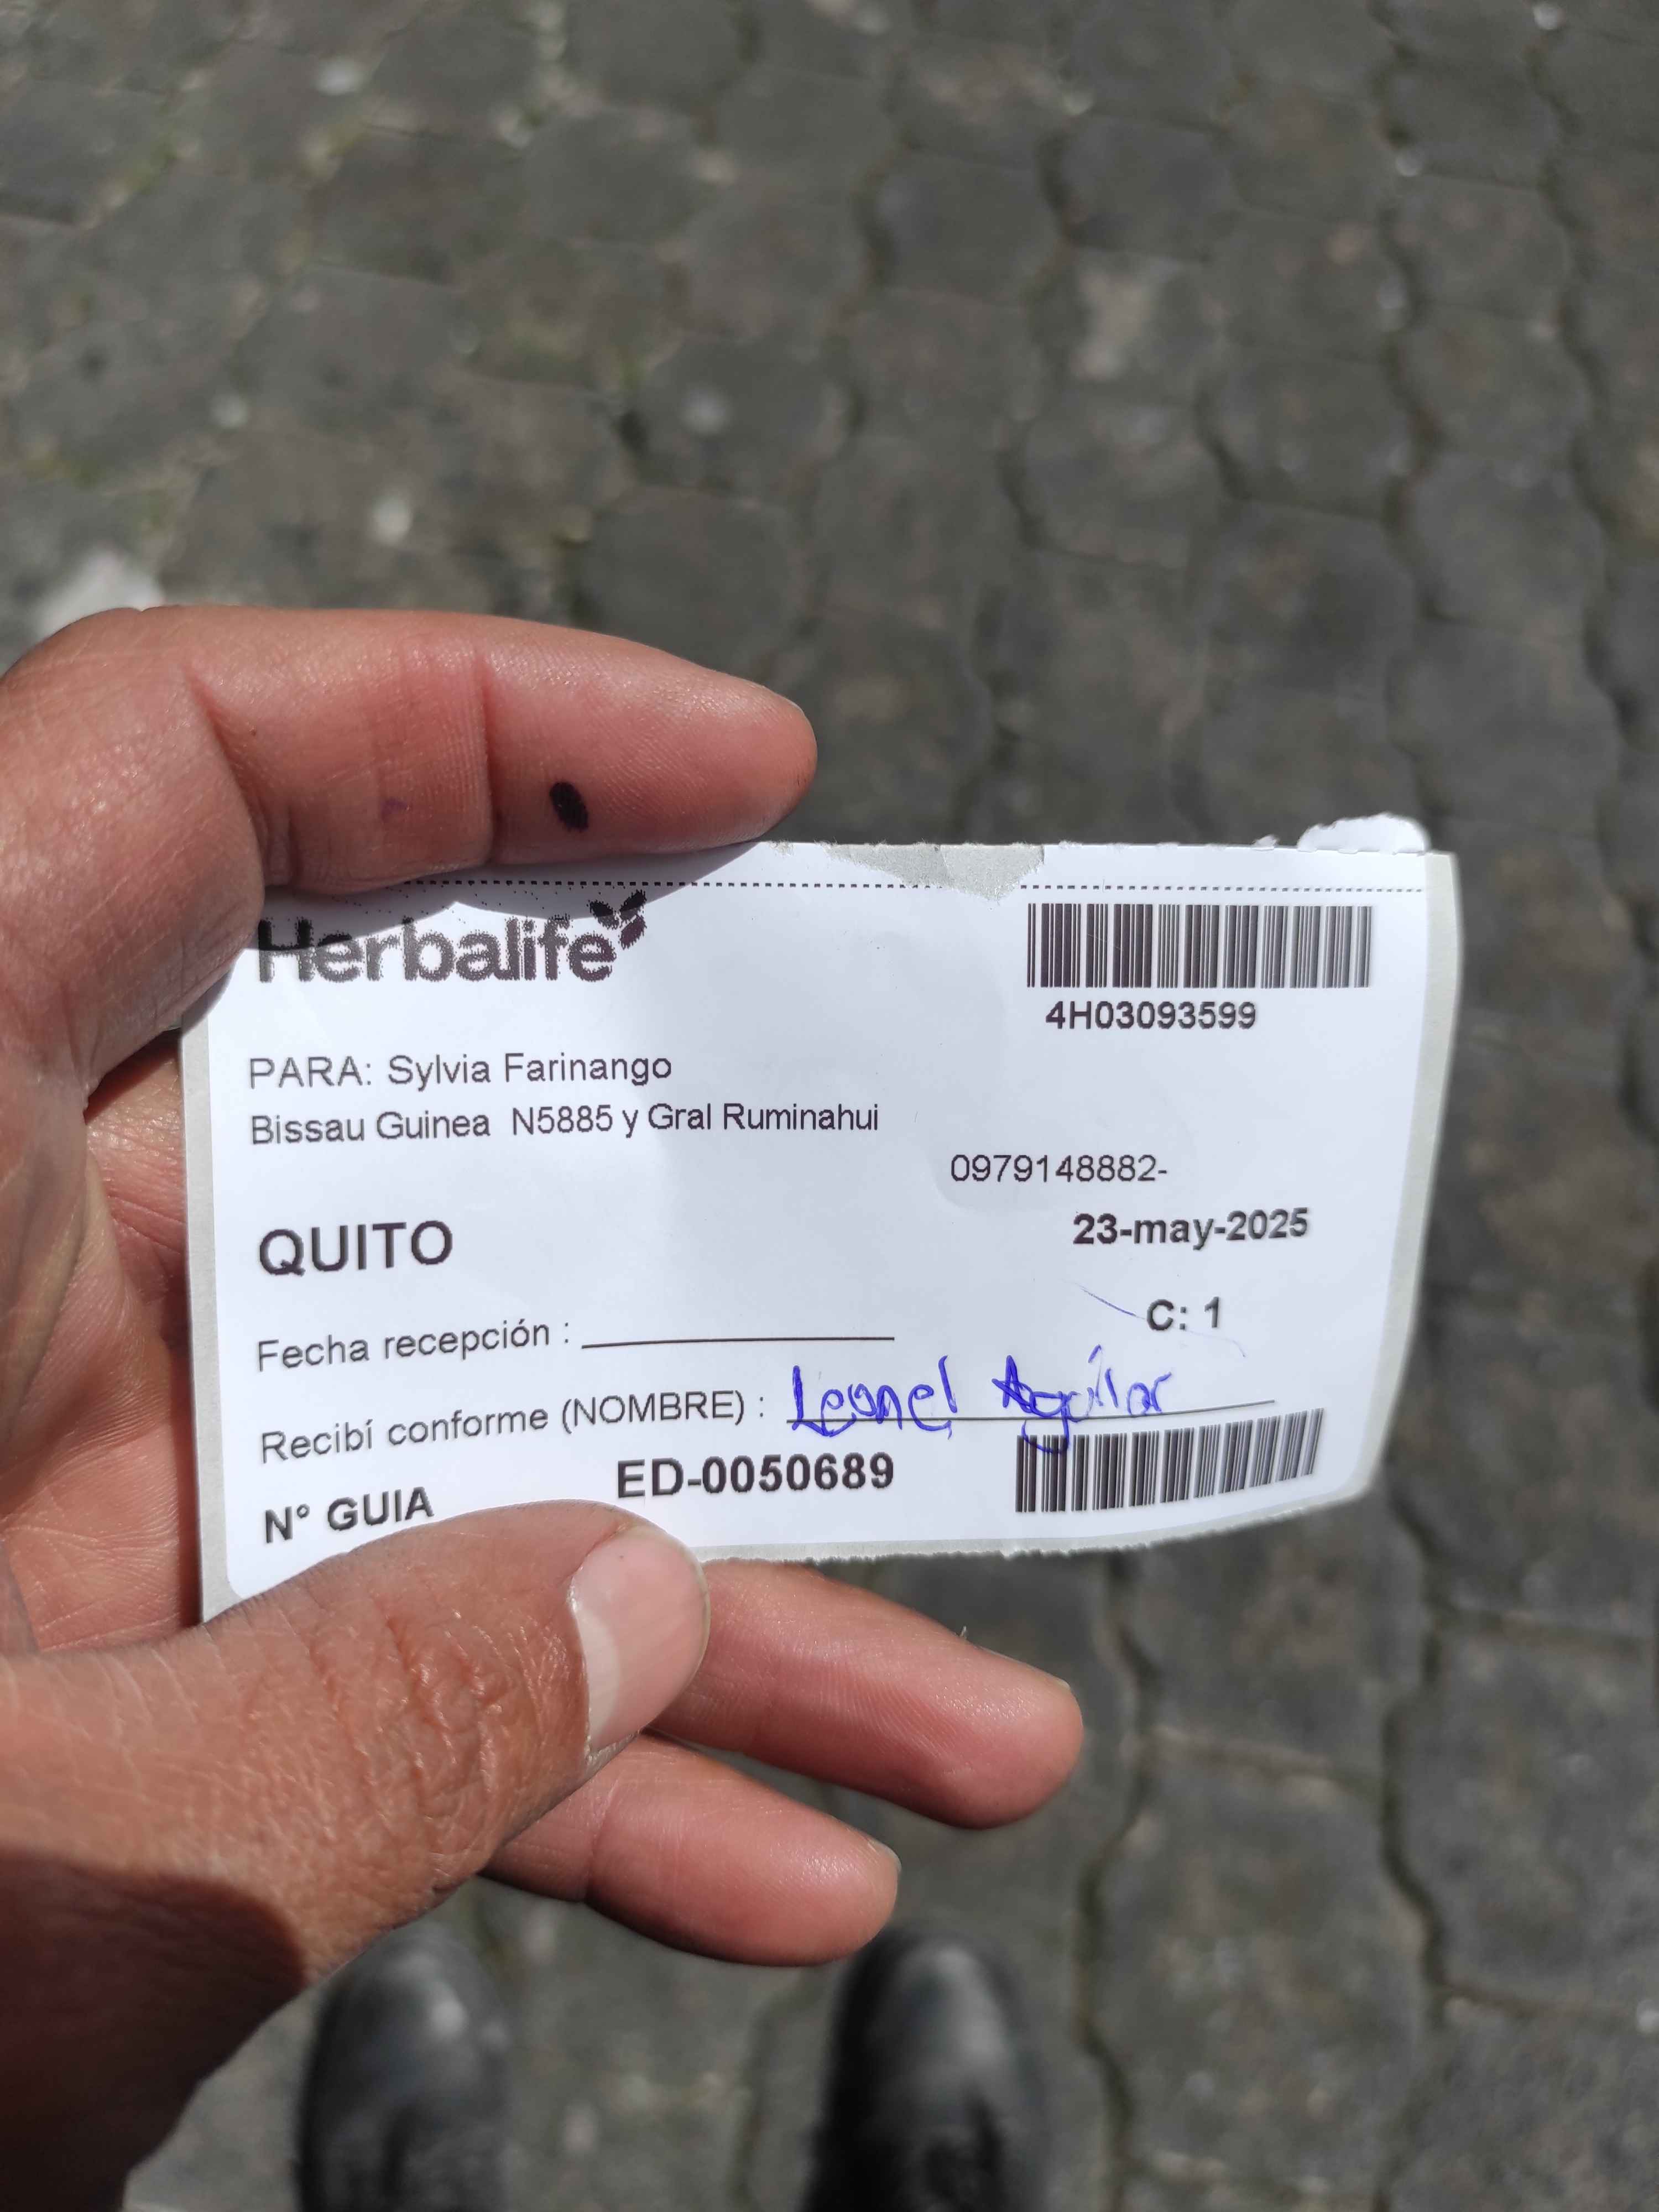 Herbalife
4H03093599
PARA: Sylvia Farinango
Bissau Guinea N5885 y Gral Ruminahui
0979148882-
QUITO
23-may-2025
C: 1
Fecha recepción :
Recibí conforme (NOMBRE) : Leonel Aguilar
N° GUIA ED-0050689